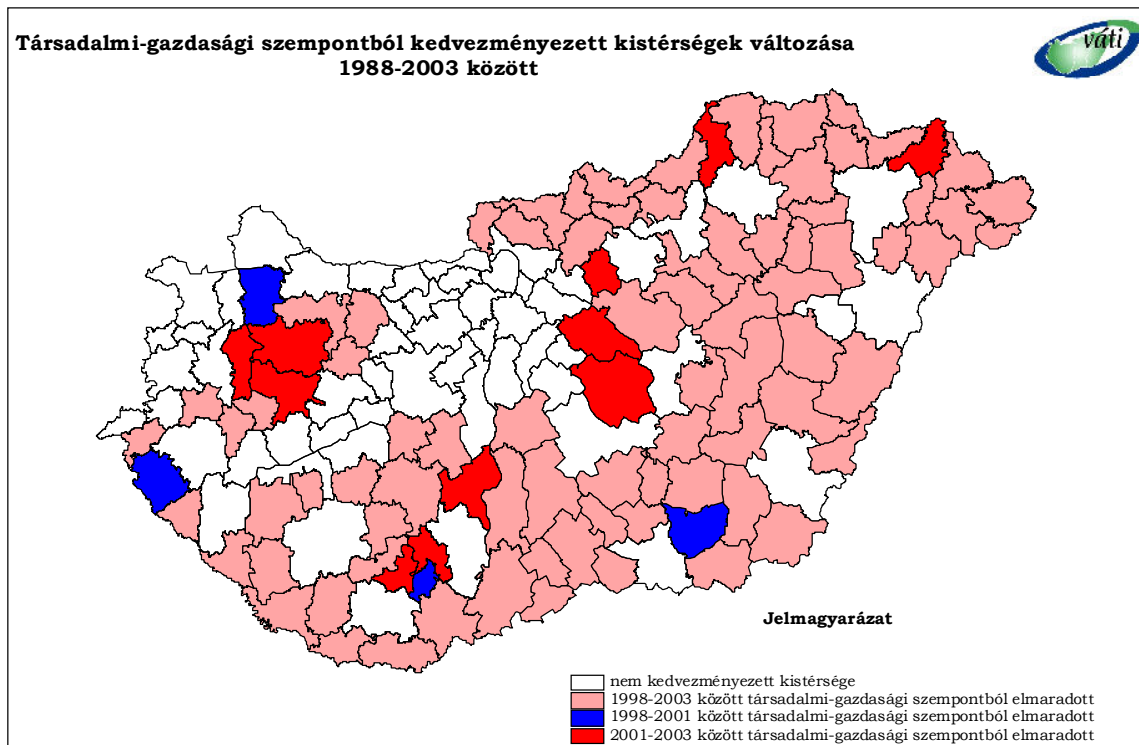 Társadalmi-gazdasági szempontból kedvezményezett kistérségek változása
1988-2003 között
váti
Jelmagyarázat
nem kedvezményezett kistérsége
1998-2003 között társadalmi-gazdasági szempontból elmaradott
1998-2001 között társadalmi-gazdasági szempontból elmaradott
2001-2003 között társadalmi-gazdasági szempontból elmaradott